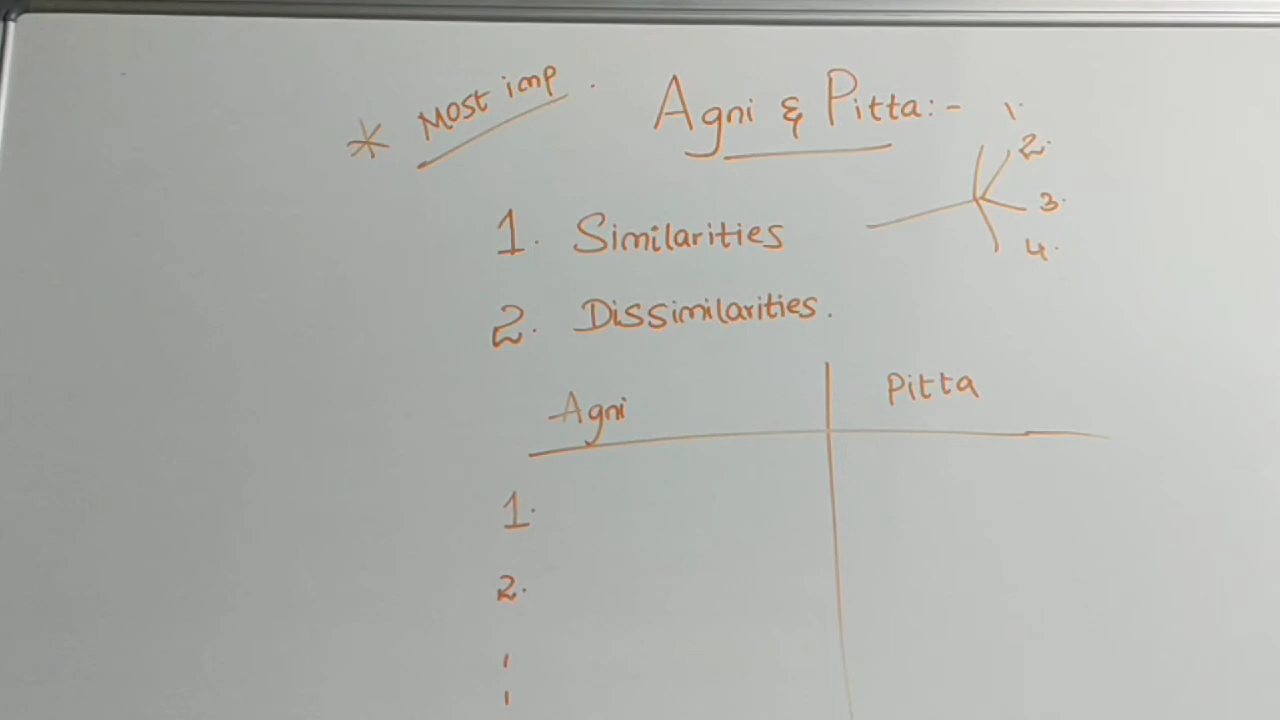 * Most imp .
Agni & Pitta:-
1.
2.
3.
4.
1. Similarities
2. Dissimilarities.
Agni
Pitta
1.
2.